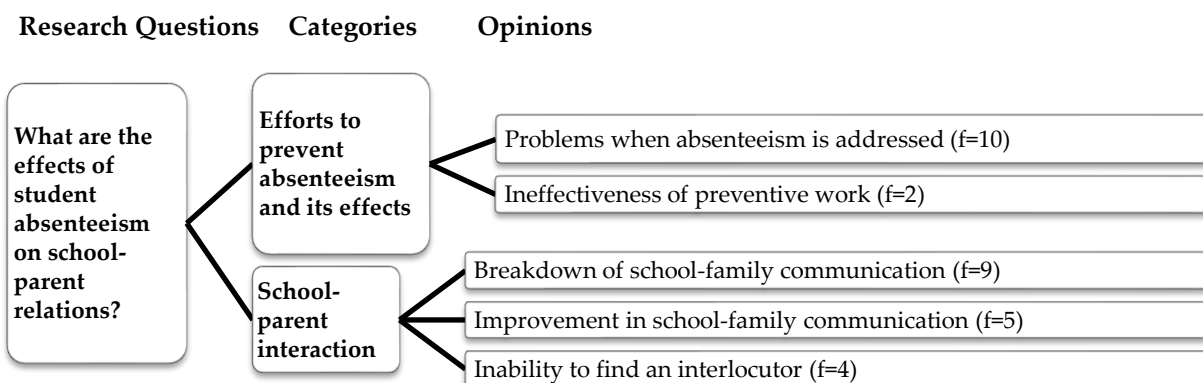 Research Questions Categories Opinions
What are the
effects of
student
absenteeism
on school-
parent
relations?
Efforts to
prevent
absenteeism
and its effects
Problems when absenteeism is addressed (f=10)
Ineffectiveness of preventive work (f=2)
School-
parent
interaction
Breakdown of school-family communication (f=9)
Improvement in school-family communication (f=5)
Inability to find an interlocutor (f=4)